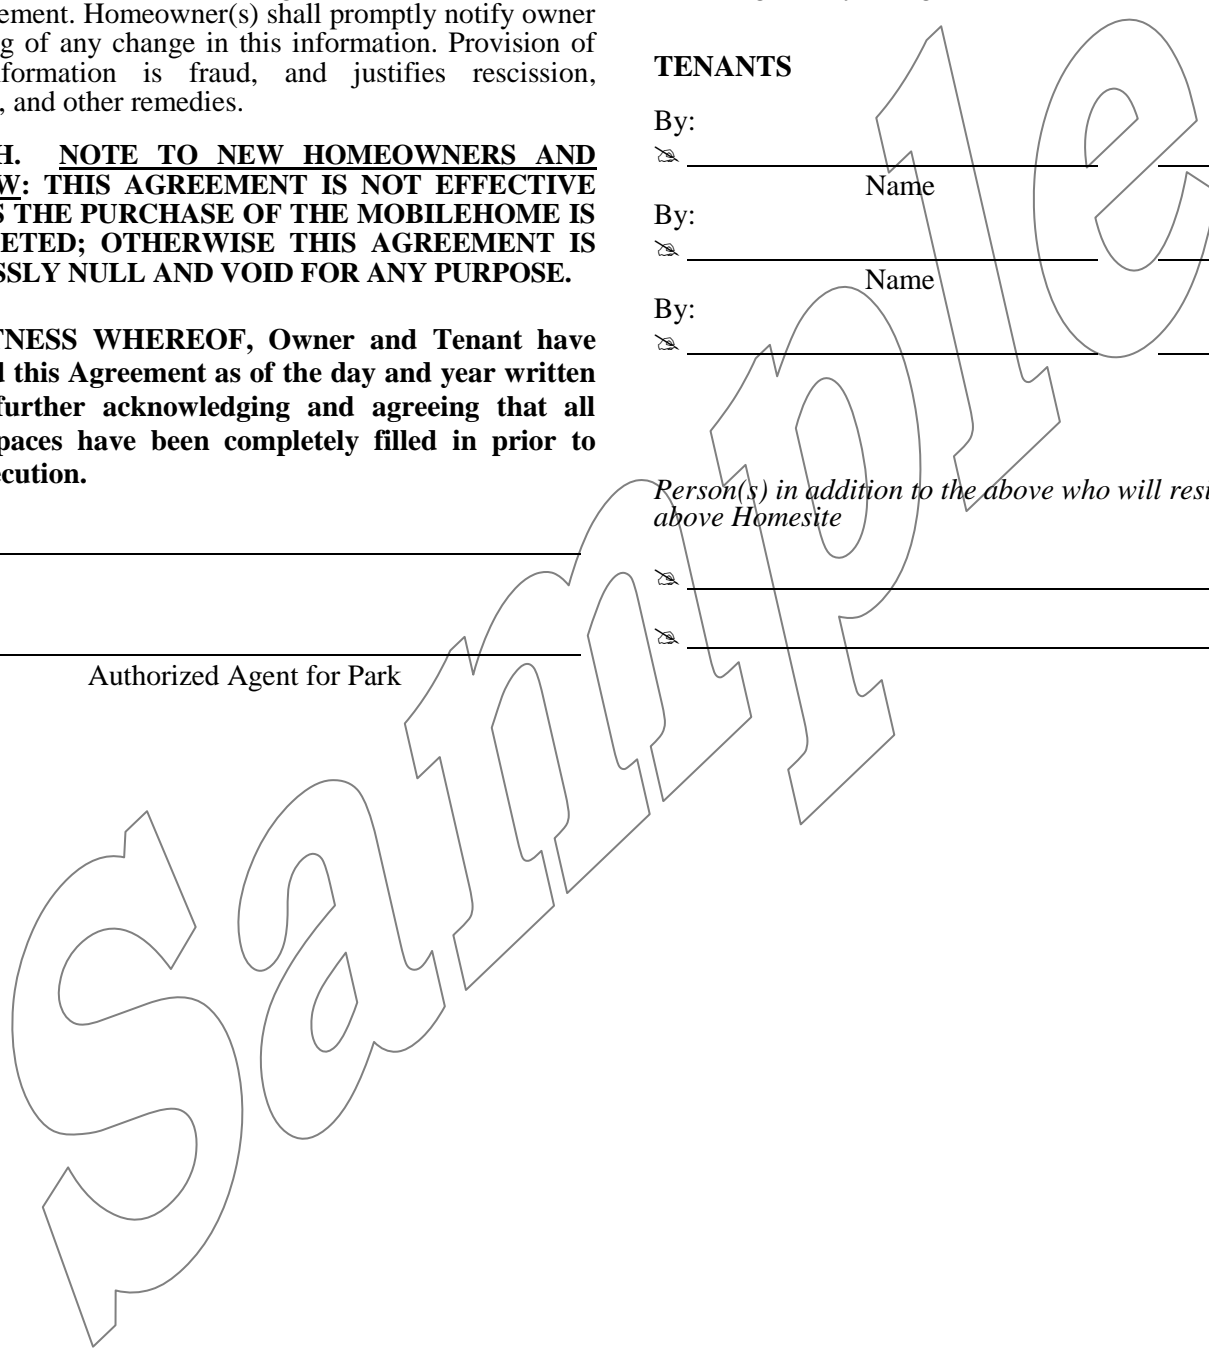 ement. Homeowner(s) shall promptly notify owner
g of any change in this information. Provision of
formation is fraud, and justifies rescission,
, and other remedies.
H. NOTE TO NEW HOMEOWNERS AND
W: THIS AGREEMENT IS NOT EFFECTIVE
S THE PURCHASE OF THE MOBILEHOME IS
ETED; OTHERWISE THIS AGREEMENT IS
SSLY NULL AND VOID FOR ANY PURPOSE.
TNESS WHEREOF, Owner and Tenant have
d this Agreement as of the day and year written
further acknowledging and agreeing that all
paces have been completely filled in prior to
ecution.
Authorized Agent for Park
TENANTS
By:
Name
By:
Name
By:
Person(s) in addition to the above who will resi
above Homesite
Sample